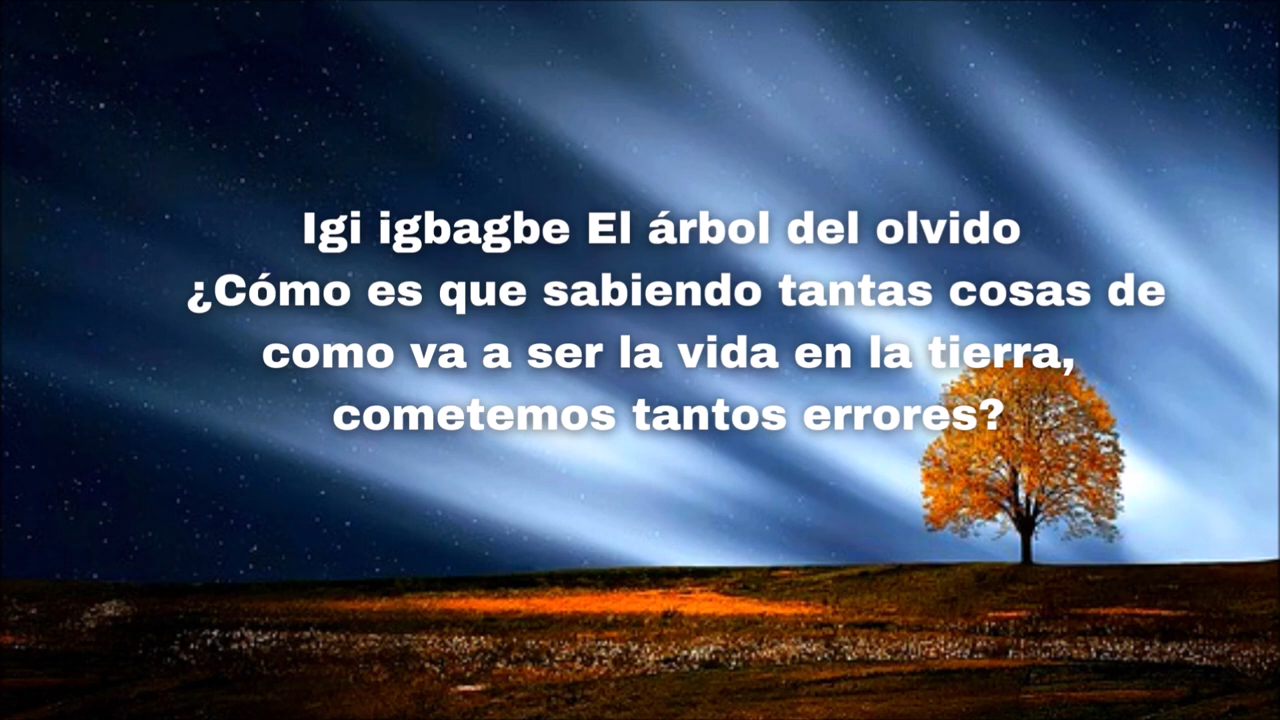 Igi igbagbe El árbol del olvido
¿Cómo es que sabiendo tantas cosas de
como va a ser la vida en la tierra,
cometemos tantos errores?